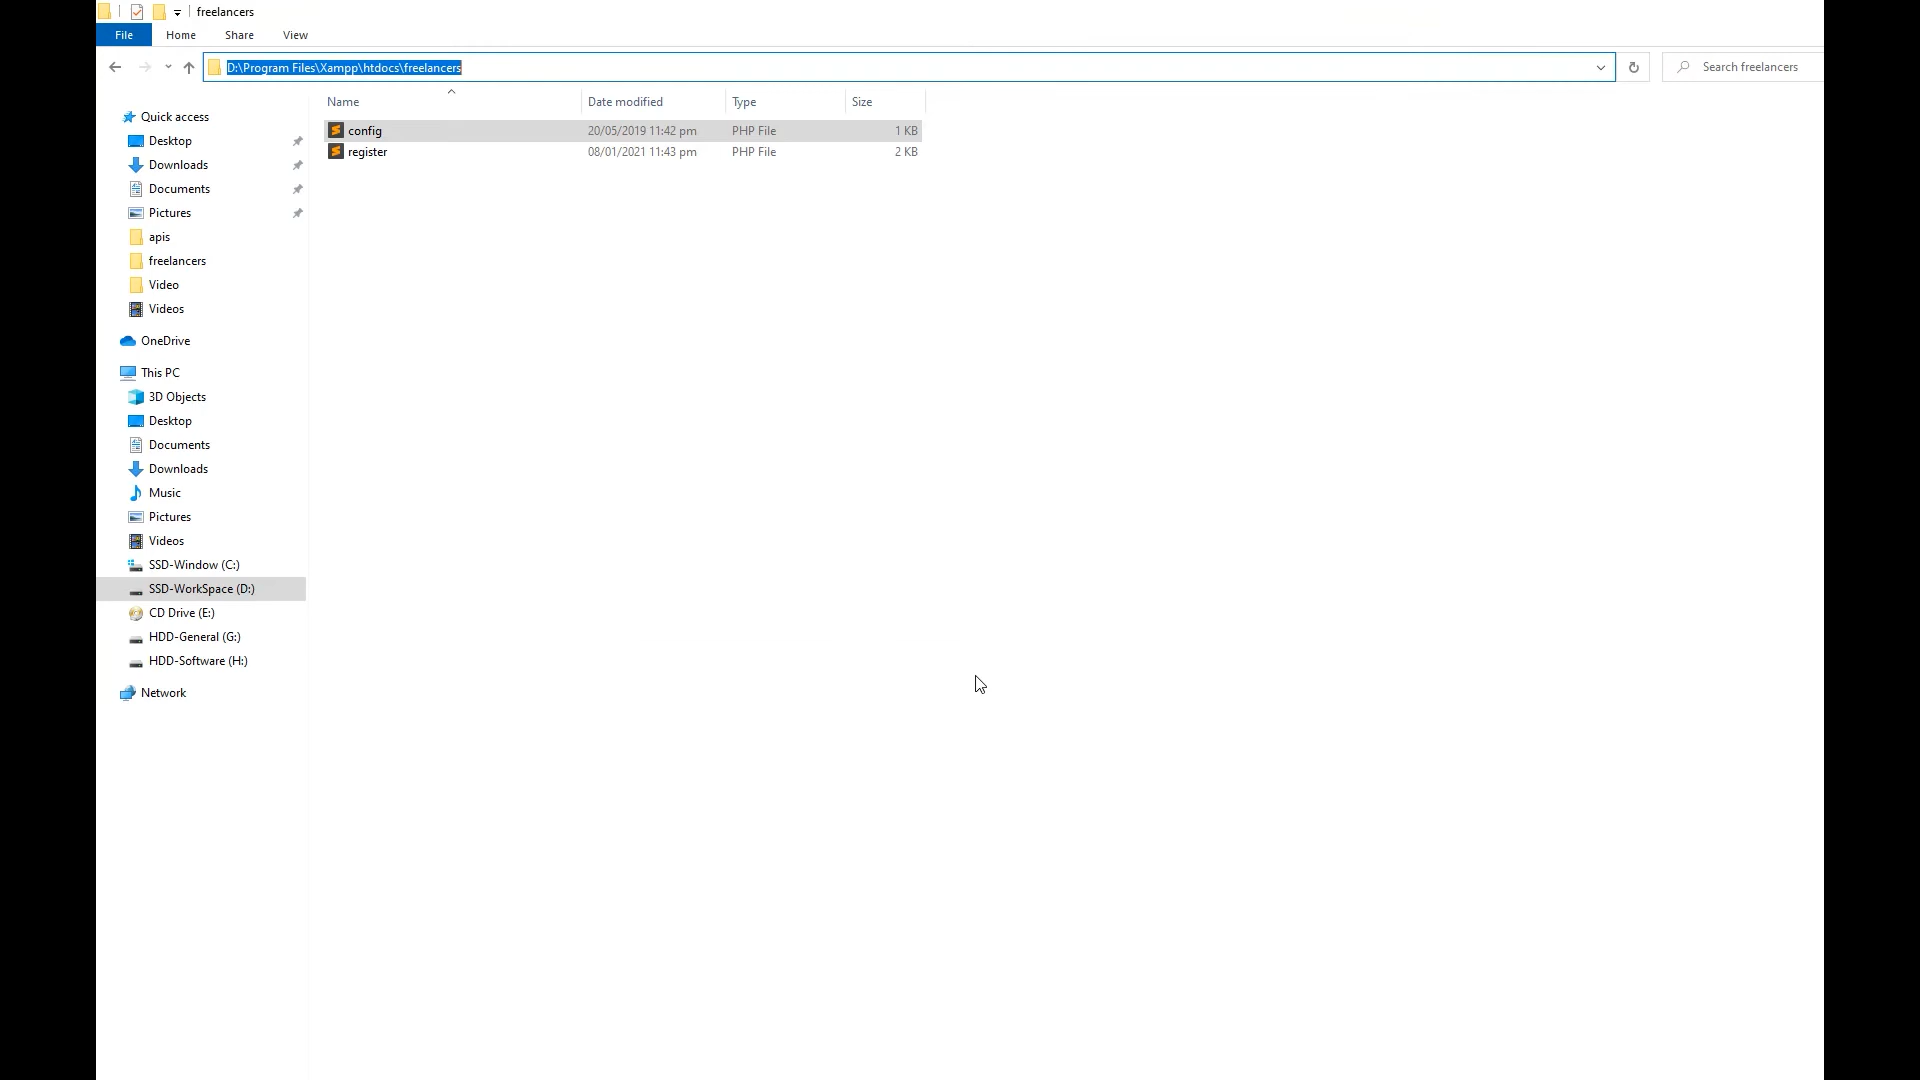 freelancers
File Home Share View
D:\Program Files\Xampp\htdocs\freelancers
Search freelancers
Name Date modified Type Size
config 20/05/2019 11:42 pm PHP File 1 KB
register 08/01/2021 11:43 pm PHP File 2 KB
Quick access
Desktop
Downloads
Documents
Pictures
apis
freelancers
Video
Videos
OneDrive
This PC
3D Objects
Desktop
Documents
Downloads
Music
Pictures
Videos
SSD-Window (C:)
SSD-WorkSpace (D:)
CD Drive (E:)
HDD-General (G:)
HDD-Software (H:)
Network